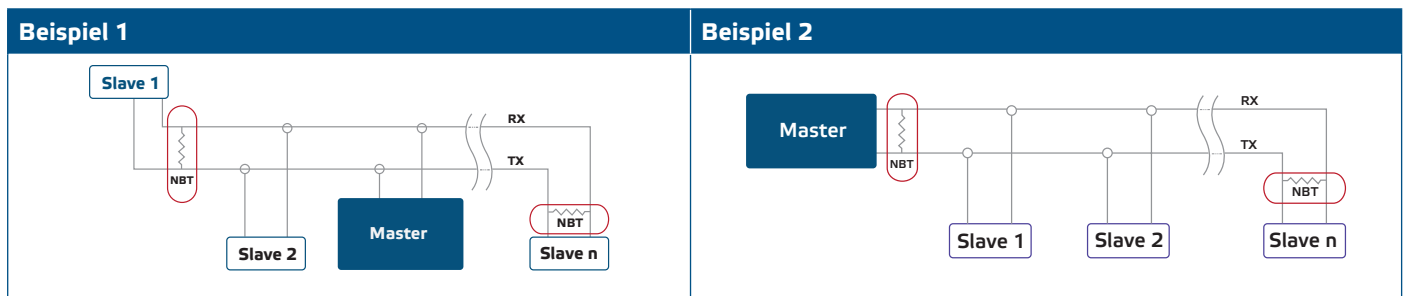 Beispiel 1
Slave 1
RX
TX
NBT
NBT
Master
Slave 2
Slave n
Beispiel 2
Master
RX
TX
NBT
NBT
Slave 1
Slave 2
Slave n